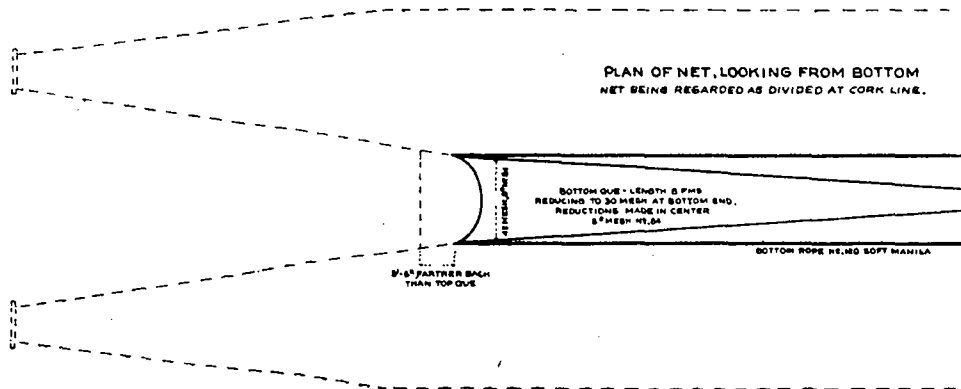 PLAN OF NET, LOOKING FROM BOTTOM
NET BEING REGARDED AS DIVIDED AT CORK LINE.
BOTTOM QUE - LENGTH 8 FMS
REDUCING TO 30 MESH AT BOTTOM END.
REDUCTIONS MADE IN CENTER
MESH
BOTTOM ROPE SOFT MANILA
FARTHER BACK
THAN TOP QUE